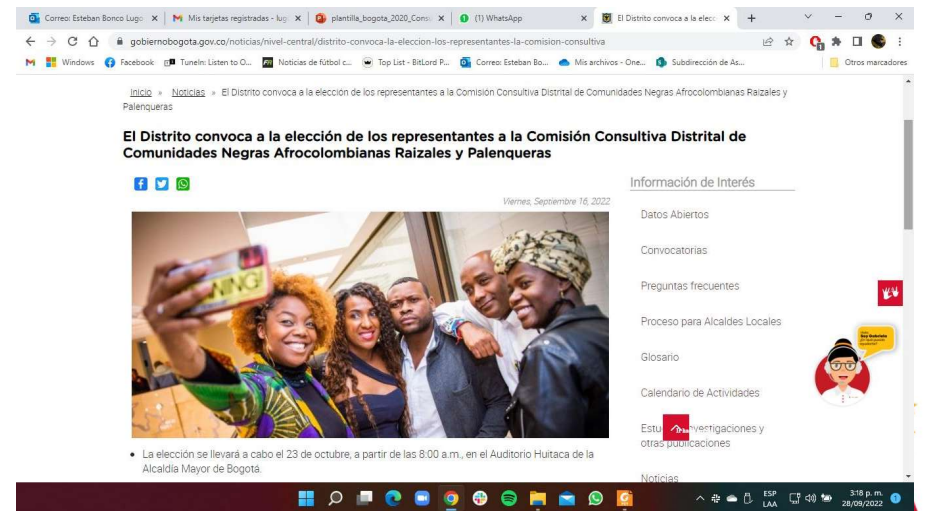 Correo: Esteban Bonco Lugo
Mis tarjetas registradas - lug
plantilla_bogota_2020_Consu
(1) WhatsApp
El Distrito convoca a la elecc
gobiernobogota.gov.co/noticias/nivel-central/distrito-convoca-la-eleccion-los-representantes-la-comision-consultiva
Windows
Facebook
TuneIn: Listen to O...
Noticias de fútbol c...
Top List - BitLord P...
Correo: Esteban Bo...
Mis archivos - One...
Subdirección de As...
Otros marcadores
Inicio » Noticias » El Distrito convoca a la elección de los representantes a la Comisión Consultiva Distrital de Comunidades Negras Afrocolombianas Raizales y
Palenqueras
El Distrito convoca a la elección de los representantes a la Comisión Consultiva Distrital de
Comunidades Negras Afrocolombianas Raizales y Palenqueras
Viernes, Septiembre 16, 2022
Información de Interés
Datos Abiertos
Convocatorias
Preguntas frecuentes
Proceso para Alcaldes Locales
Glosario
Calendario de Actividades
otras publicaciones
Noticias
• La elección se llevará a cabo el 23 de octubre, a partir de las 8:00 a.m., en el Auditorio Huitaca de la
Alcaldía Mayor de Bogotá.
ESP
LAA
3:18 p. m.
28/09/2022